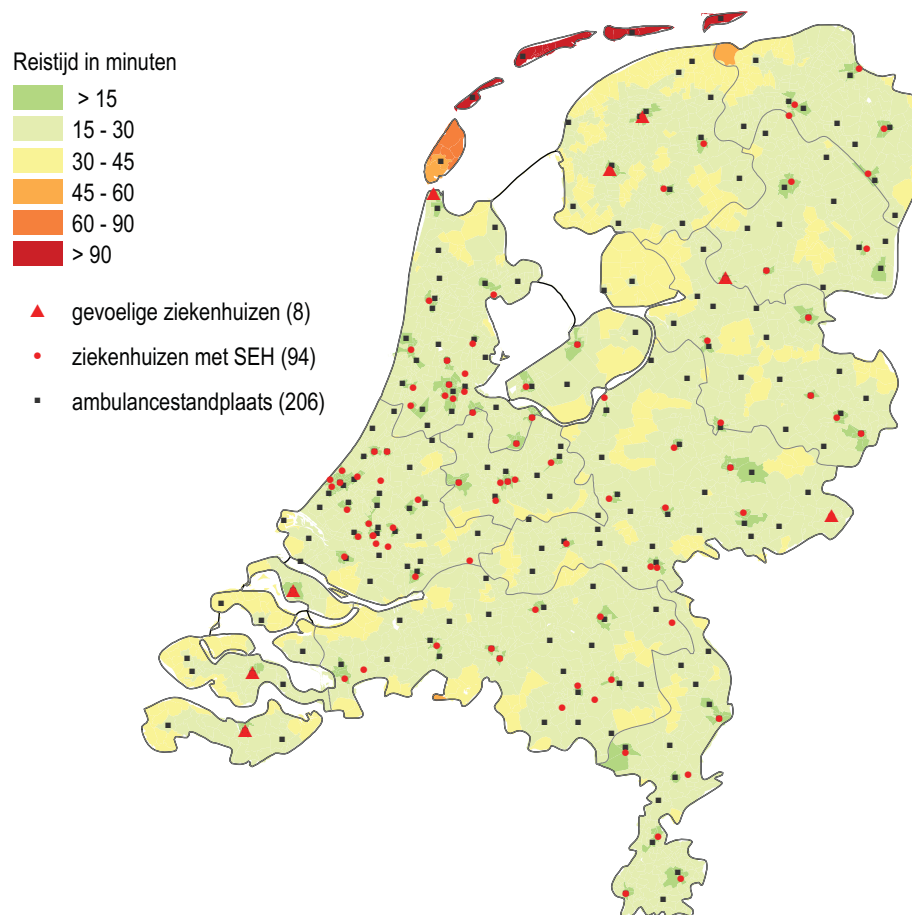 Reistijd in minuten
> 15
15 - 30
30 - 45
45 - 60
60 - 90
> 90
gevoelige ziekenhuizen (8)
ziekenhuizen met SEH (94)
ambulancestandplaats (206)